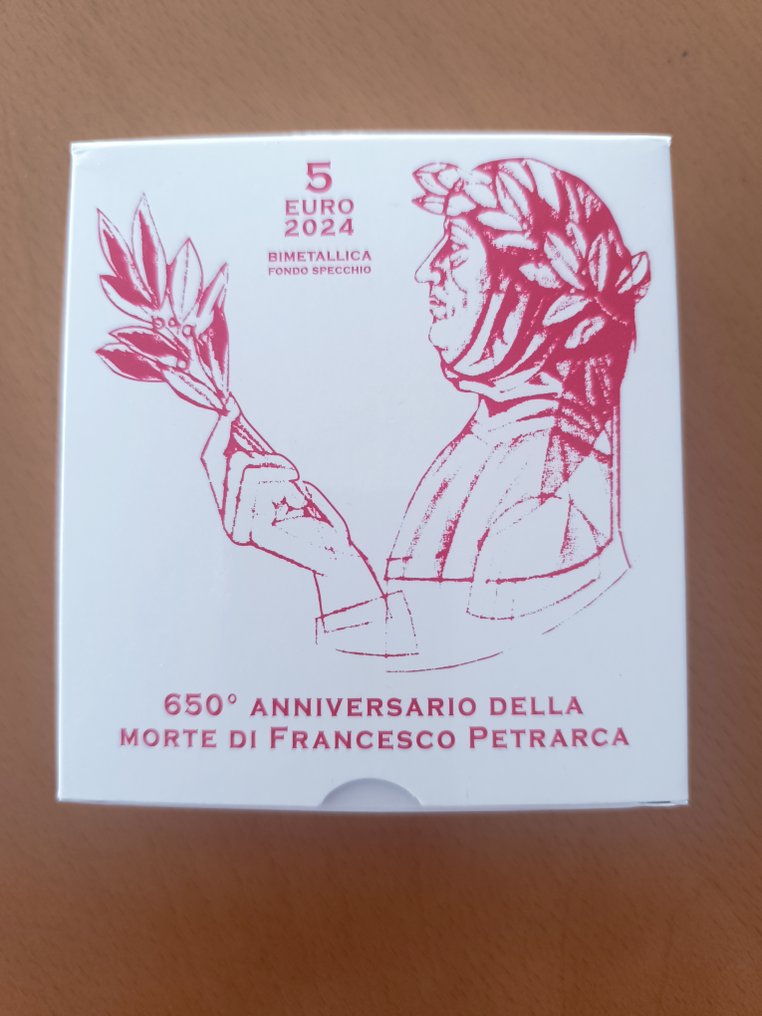 5
EURO
2024
BIMETALLICA
FONDO SPECCHIO
650° ANNIVERSARIO DELLA
MORTE DI FRANCESCO PETRARCA